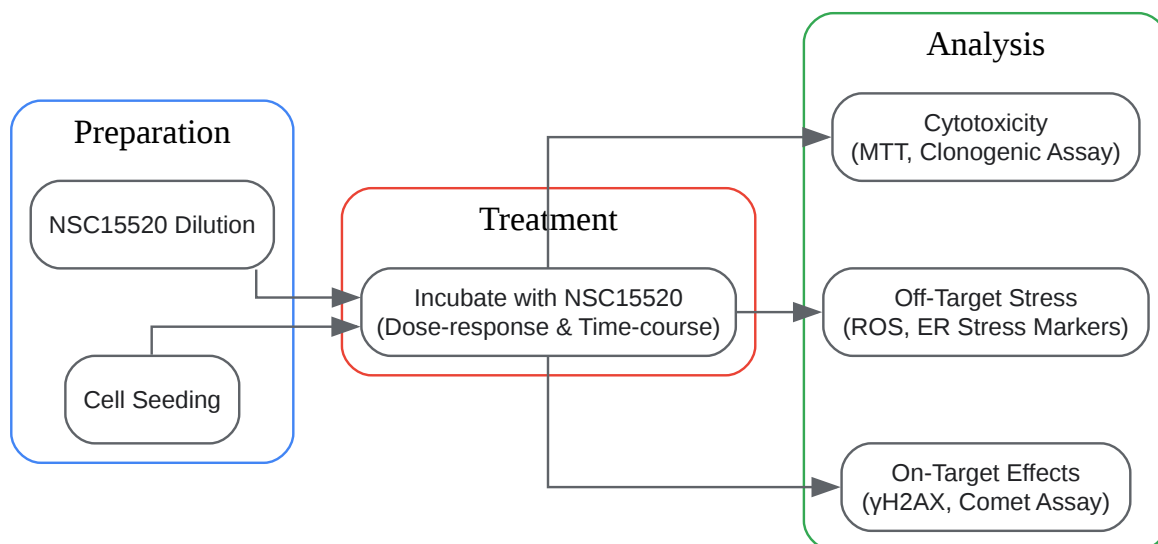 Preparation
NSC15520 Dilution
Cell Seeding
Treatment
Incubate with NSC15520
(Dose-response & Time-course)
Analysis
Cytotoxicity
(MTT, Clonogenic Assay)
Off-Target Stress
(ROS, ER Stress Markers)
On-Target Effects
(γH2AX, Comet Assay)